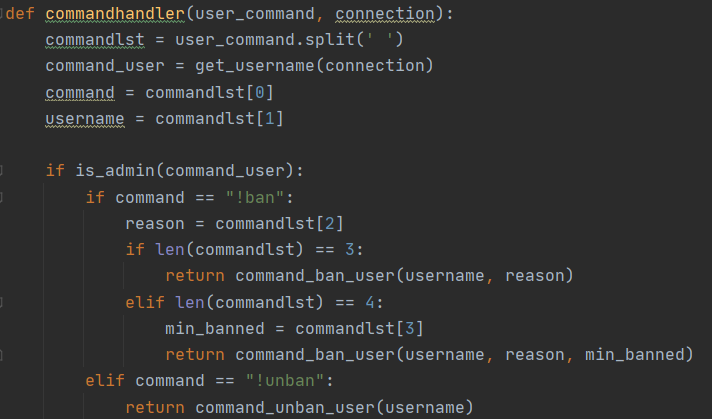 def commandhandler(user_command, connection):
    commandlst = user_command.split(' ')
    command_user = get_username(connection)
    command = commandlst[0]
    username = commandlst[1]

    if is_admin(command_user):
        if command == "!ban":
            reason = commandlst[2]
            if len(commandlst) == 3:
                return command_ban_user(username, reason)
            elif len(commandlst) == 4:
                min_banned = commandlst[3]
                return command_ban_user(username, reason, min_banned)
        elif command == "!unban":
            return command_unban_user(username)